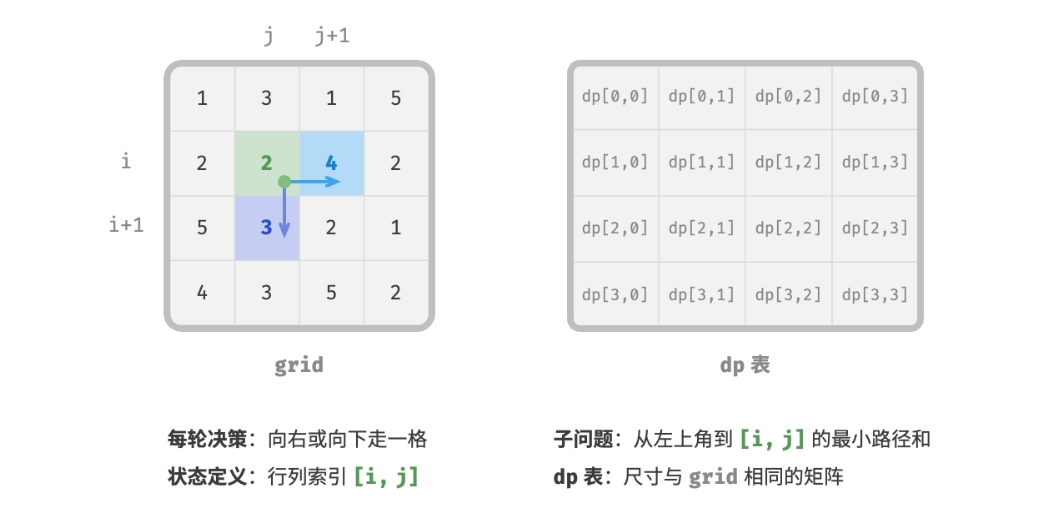 j j+1
1 3 1 5
i 2 2 4 2
i+1 5 3 2 1
4 3 5 2
grid
dp[0,0] dp[0,1] dp[0,2] dp[0,3]
dp[1,0] dp[1,1] dp[1,2] dp[1,3]
dp[2,0] dp[2,1] dp[2,2] dp[2,3]
dp[3,0] dp[3,1] dp[3,2] dp[3,3]
dp 表
每轮决策：向右或向下走一格
状态定义：行列索引 [i, j]
子问题：从左上角到 [i, j] 的最小路径和
dp 表：尺寸与 grid 相同的矩阵